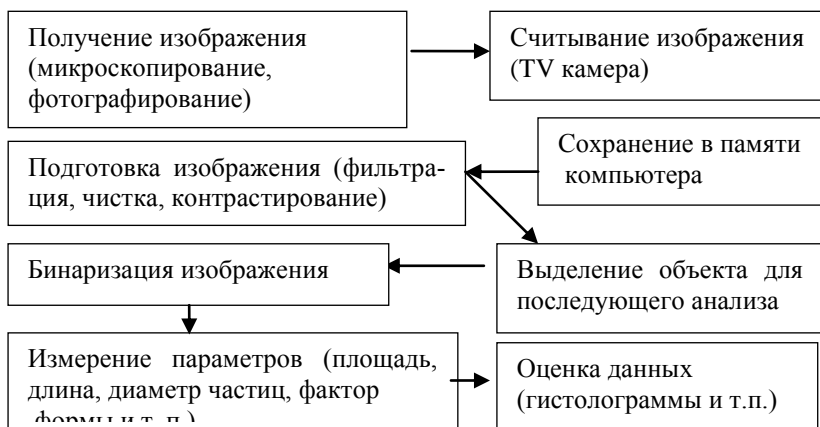 Получение изображения
(микроскопирование,
фотографирование)
Считывание изображения
(TV камера)
Сохранение в памяти
компьютера
Подготовка изображения (фильтра-
ция, чистка, контрастирование)
Бинаризация изображения
Выделение объекта для
последующего анализа
Измерение параметров (площадь,
длина, диаметр частиц, фактор
формы и т. п.)
Оценка данных
(гистолограммы и т.п.)